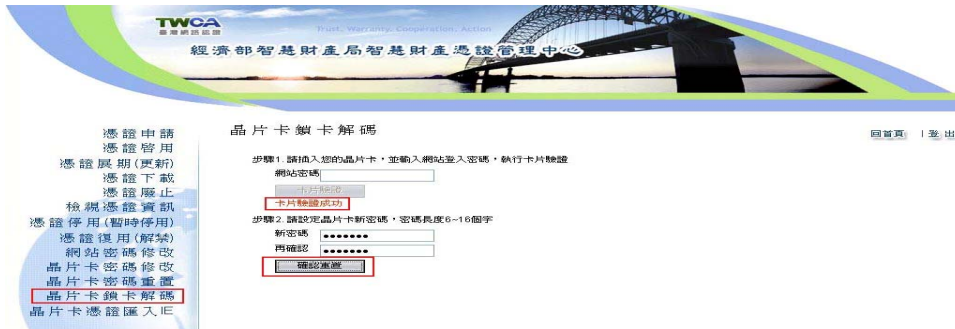 TWCA
臺灣網路認證
Trust, Warranty, Cooperation, Action
經濟部智慧財產局智慧財產憑證管理中心
憑證申請
憑證啓用
憑證展期(更新)
憑證下載
憑證廢止
檢視憑證資訊
憑證停用(暫時停用)
憑證復用(解禁)
網站密碼修改
晶片卡密碼修改
晶片卡密碼重置
晶片卡鎖卡解碼
晶片卡憑證匯入IE
晶片卡鎖卡解碼
回首頁 | 登出
步驟1.請插入您的晶片卡,並輸入網站登入密碼,執行卡片驗證
網站密碼
卡片驗證
卡片驗證成功
步驟2.請設定晶片卡新密碼,密碼長度6~16個字
新密碼 •••••••
再確認 •••••••
確認重置